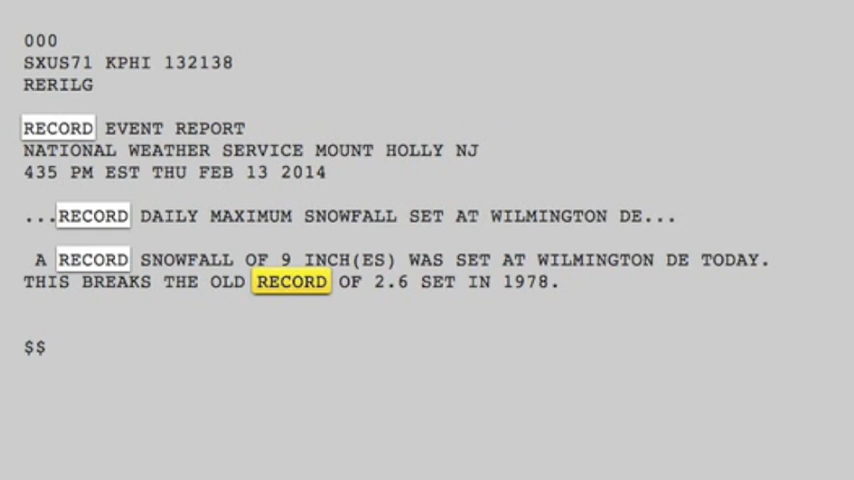 000
SXUS71 KPHI 132138
RERILG
RECORD EVENT REPORT
NATIONAL WEATHER SERVICE MOUNT HOLLY NJ
435 PM EST THU FEB 13 2014
...RECORD DAILY MAXIMUM SNOWFALL SET AT WILMINGTON DE...
A RECORD SNOWFALL OF 9 INCH(ES) WAS SET AT WILMINGTON DE TODAY.
THIS BREAKS THE OLD RECORD OF 2.6 SET IN 1978.
$$